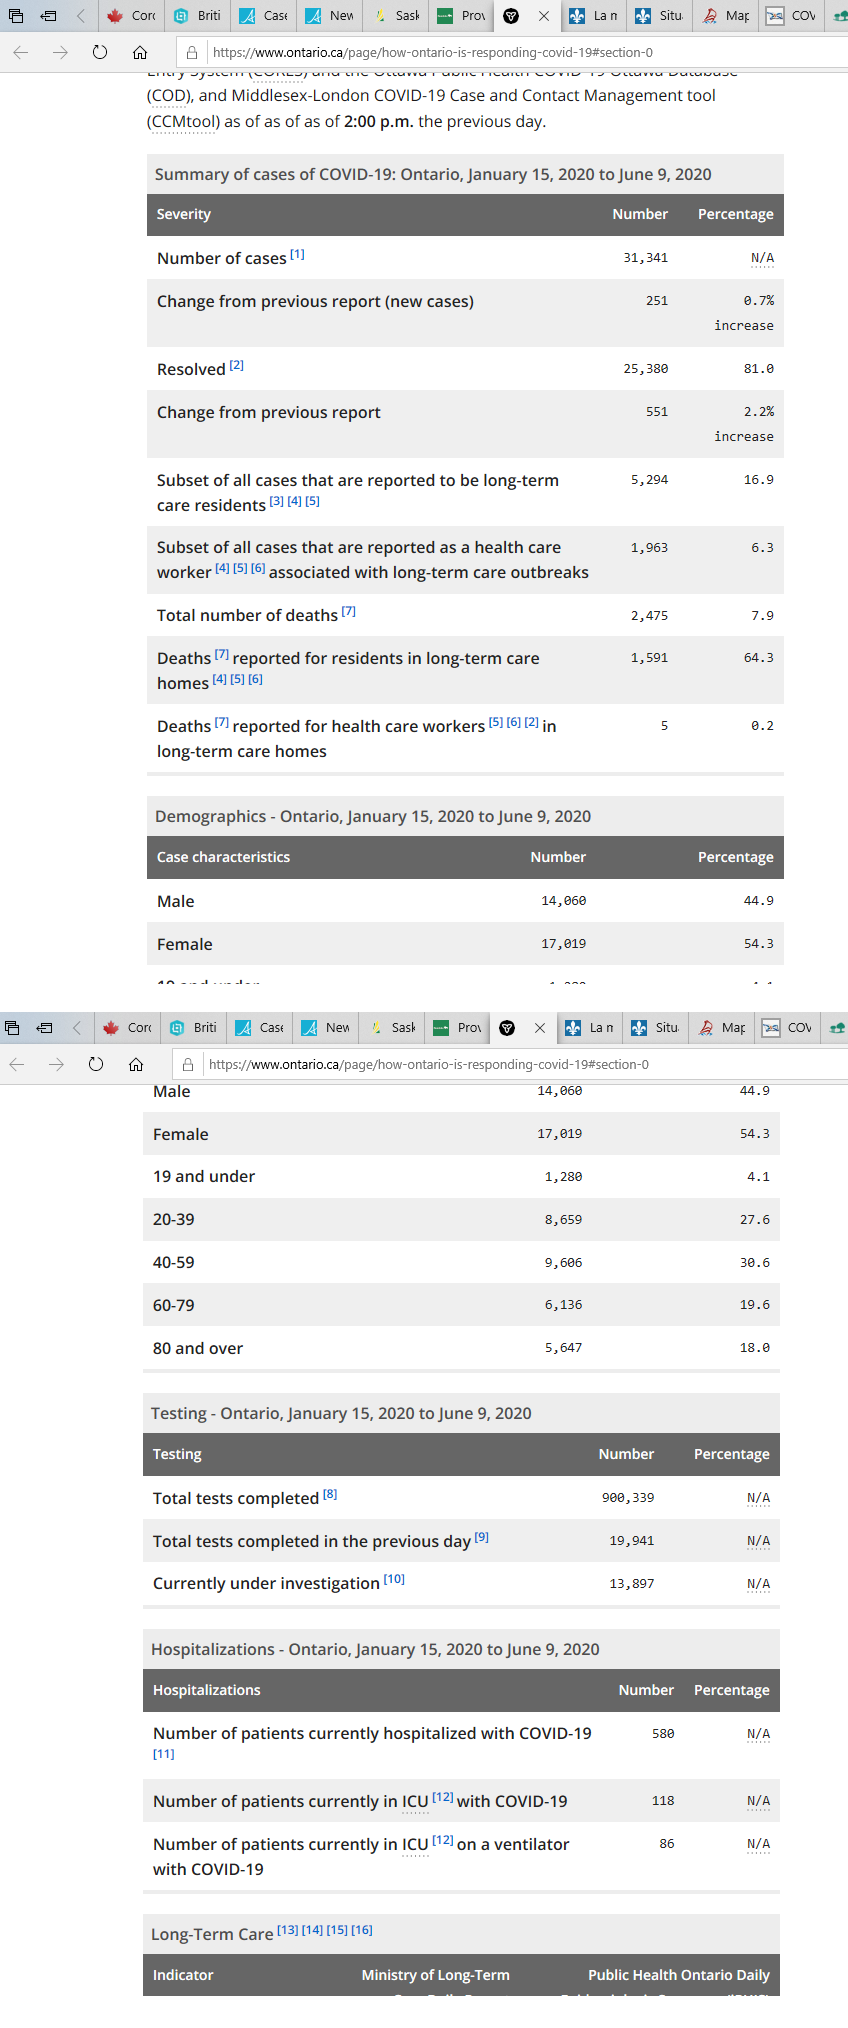 Corc
Briti
Case
New
Sask
Prov
La n
Situ
Map
COV
https://www.ontario.ca/page/how-ontario-is-responding-covid-19#section-0
(COD), and Middlesex-London COVID-19 Case and Contact Management tool
(CCMtool) as of as of as of 2:00 p.m. the previous day.
Summary of cases of COVID-19: Ontario, January 15, 2020 to June 9, 2020
Severity Number Percentage
Number of cases [1] 31,341 N/A
Change from previous report (new cases) 251 0.7%
increase
Resolved [2] 25,380 81.0
Change from previous report 551 2.2%
increase
Subset of all cases that are reported to be long-term 5,294 16.9
care residents [3] [4] [5]
Subset of all cases that are reported as a health care 1,963 6.3
worker [4] [5] [6] associated with long-term care outbreaks
Total number of deaths [7] 2,475 7.9
Deaths [7] reported for residents in long-term care 1,591 64.3
homes [4] [5] [6]
Deaths [7] reported for health care workers [5] [6] [2] in 5 0.2
long-term care homes
Demographics - Ontario, January 15, 2020 to June 9, 2020
Case characteristics Number Percentage
Male 14,060 44.9
Female 17,019 54.3
Corc
Briti
Case
New
Sask
Prov
La n
Situ
Map
COV
https://www.ontario.ca/page/how-ontario-is-responding-covid-19#section-0
Male 14,060 44.9
Female 17,019 54.3
19 and under 1,280 4.1
20-39 8,659 27.6
40-59 9,606 30.6
60-79 6,136 19.6
80 and over 5,647 18.0
Testing - Ontario, January 15, 2020 to June 9, 2020
Testing Number Percentage
Total tests completed [8] 900,339 N/A
Total tests completed in the previous day [9] 19,941 N/A
Currently under investigation [10] 13,897 N/A
Hospitalizations - Ontario, January 15, 2020 to June 9, 2020
Hospitalizations Number Percentage
Number of patients currently hospitalized with COVID-19 580 N/A
[11]
Number of patients currently in ICU [12] with COVID-19 118 N/A
Number of patients currently in ICU [12] on a ventilator 86 N/A
with COVID-19
Long-Term Care [13] [14] [15] [16]
Indicator Ministry of Long-Term Public Health Ontario Daily